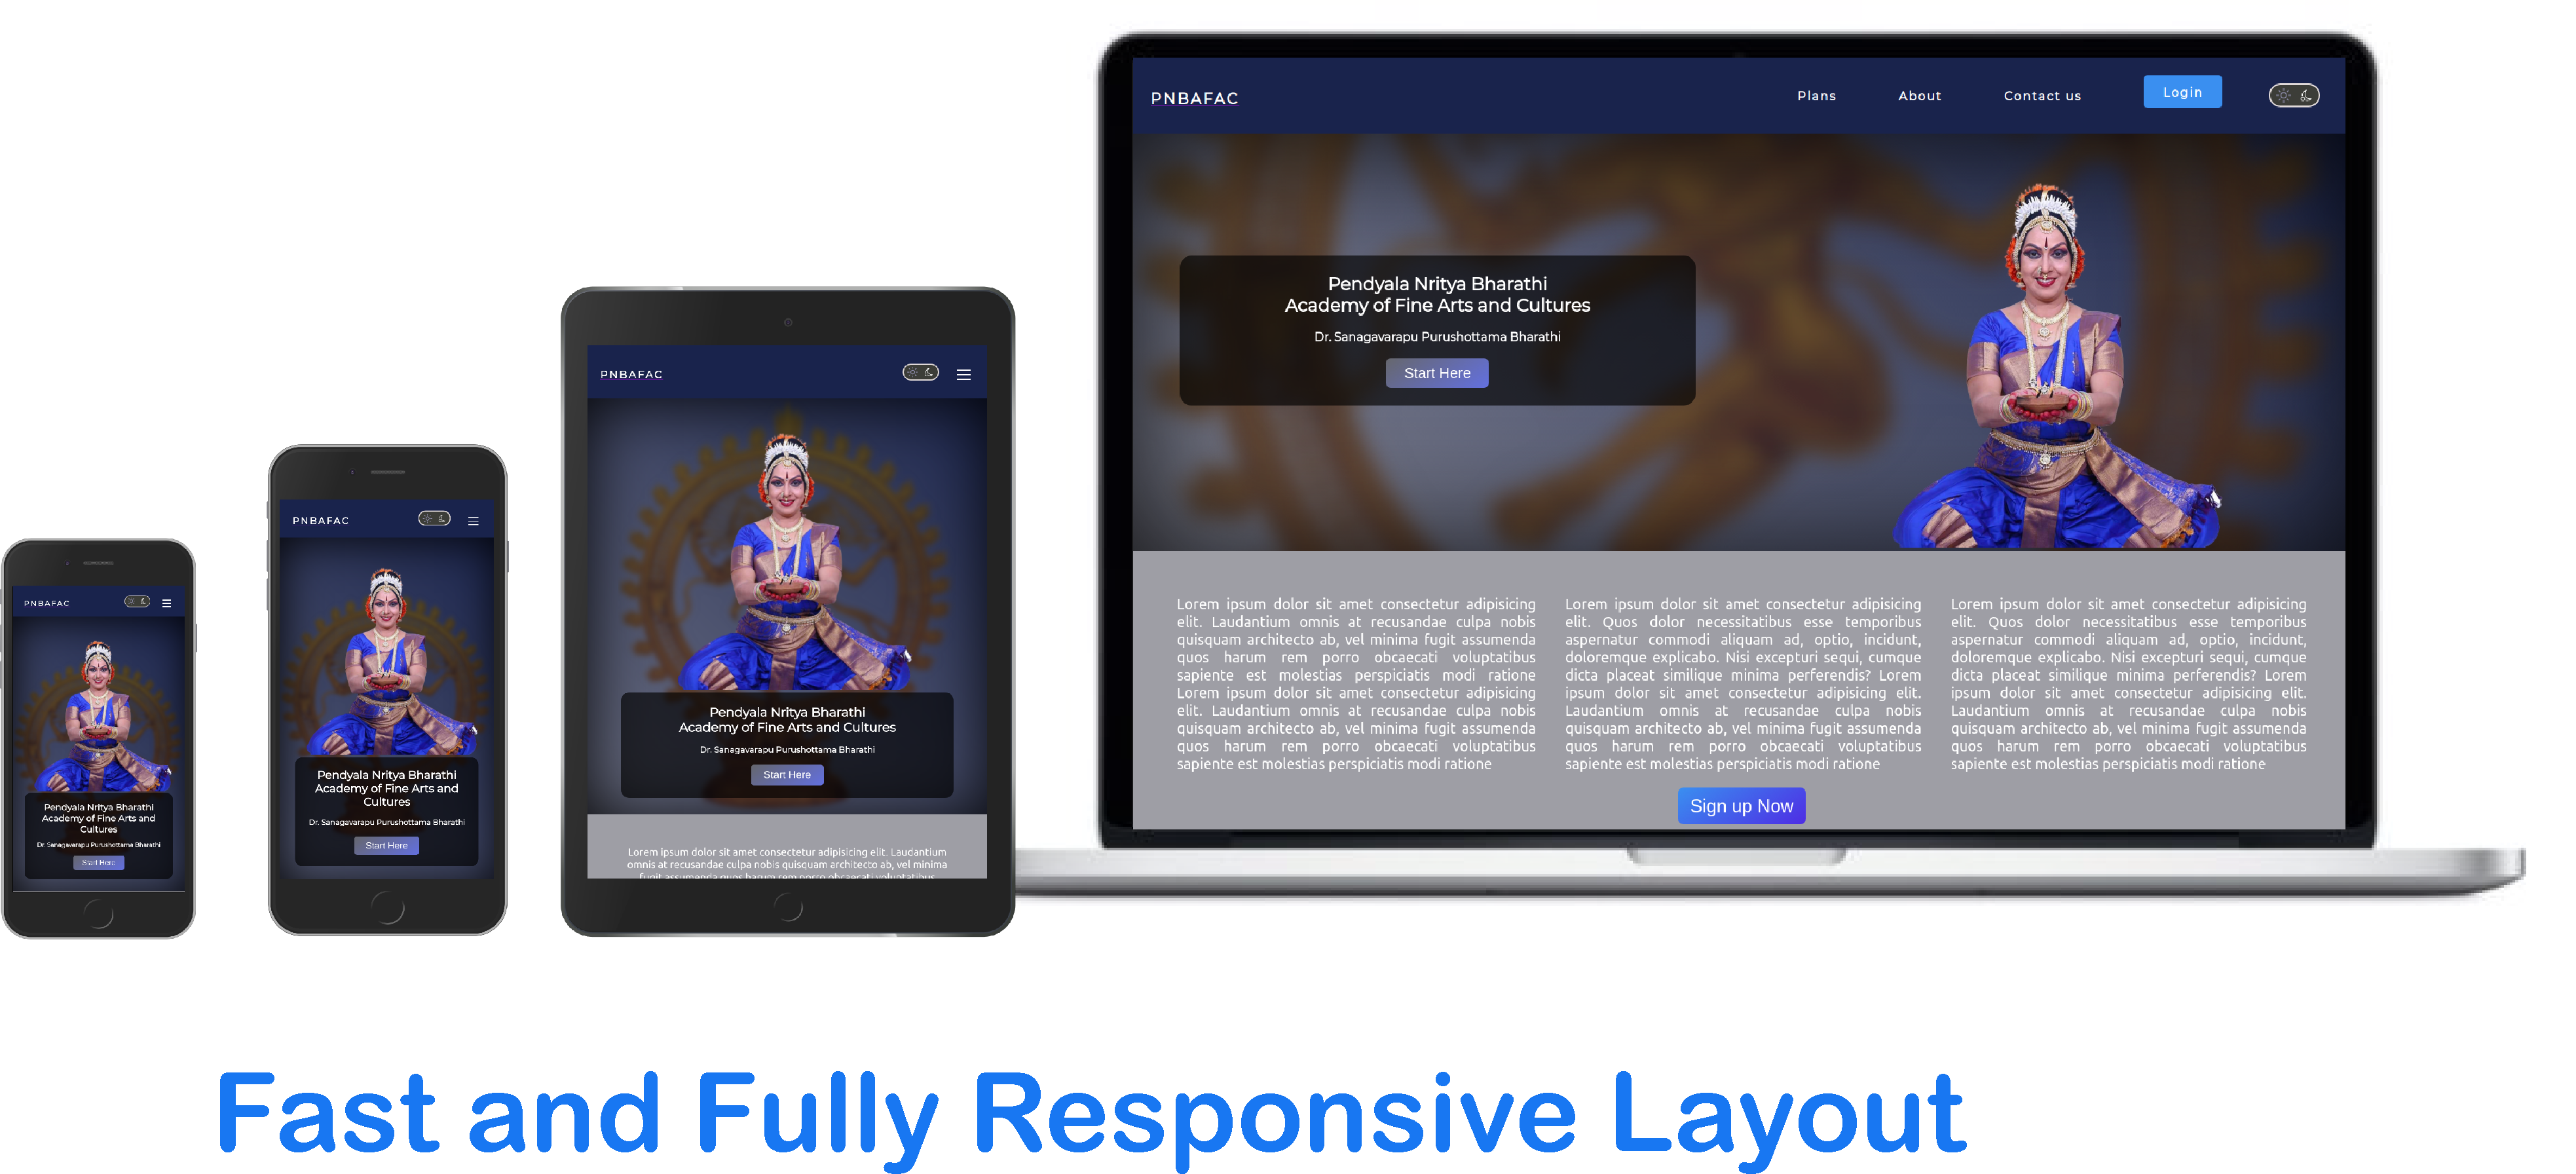 PNBAFAC
Pendyala Nritya Bharathi
Academy of Fine Arts and
Cultures
Dr. Sanagavarapu Purushottama Bharathi
Start Here
PNBAFAC
Pendyala Nritya Bharathi
Academy of Fine Arts and
Cultures
Dr. Sanagavarapu Purushottama Bharathi
Start Here
PNBAFAC
Pendyala Nritya Bharathi
Academy of Fine Arts and Cultures
Dr. Sanagavarapu Purushottama Bharathi
Start Here
Lorem ipsum dolor sit amet consectetur adipisicing elit. Laudantium
omnis at recusandae culpa nobis quisquam architecto ab, vel minima
fugit assumenda quos harum rem porro obcaecati voluptatibus
PNBAFAC Plans About Contact us Login
Pendyala Nritya Bharathi
Academy of Fine Arts and Cultures
Dr. Sanagavarapu Purushottama Bharathi
Start Here
Lorem ipsum dolor sit amet consectetur adipisicing
elit. Laudantium omnis at recusandae culpa nobis
quisquam architecto ab, vel minima fugit assumenda
quos harum rem porro obcaecati voluptatibus
sapiente est molestias perspiciatis modi ratione
Lorem ipsum dolor sit amet consectetur adipisicing
elit. Laudantium omnis at recusandae culpa nobis
quisquam architecto ab, vel minima fugit assumenda
quos harum rem porro obcaecati voluptatibus
sapiente est molestias perspiciatis modi ratione
Lorem ipsum dolor sit amet consectetur adipisicing
elit. Quos dolor necessitatibus esse temporibus
aspernatur commodi aliquam ad, optio, incidunt,
doloremque explicabo. Nisi excepturi sequi, cumque
dicta placeat similique minima perferendis? Lorem
ipsum dolor sit amet consectetur adipisicing elit.
Laudantium omnis at recusandae culpa nobis
quisquam architecto ab, vel minima fugit assumenda
quos harum rem porro obcaecati voluptatibus
sapiente est molestias perspiciatis modi ratione
Lorem ipsum dolor sit amet consectetur adipisicing
elit. Quos dolor necessitatibus esse temporibus
aspernatur commodi aliquam ad, optio, incidunt,
doloremque explicabo. Nisi excepturi sequi, cumque
dicta placeat similique minima perferendis? Lorem
ipsum dolor sit amet consectetur adipisicing elit.
Laudantium omnis at recusandae culpa nobis
quisquam architecto ab, vel minima fugit assumenda
quos harum rem porro obcaecati voluptatibus
sapiente est molestias perspiciatis modi ratione
Sign up Now
Fast and Fully Responsive Layout